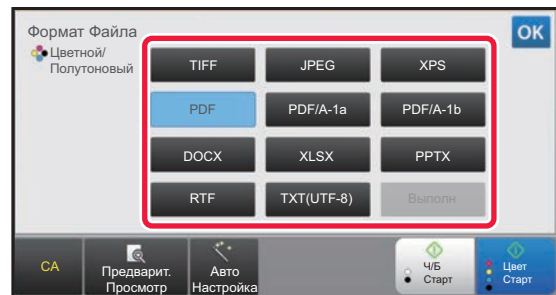 Формат Файла
OK
Цветной/
Полутоновый
TIFF JPEG XPS
PDF PDF/A-1a PDF/A-1b
DOCX XLSX PPTX
RTF TXT(UTF-8) Выполн
CA
Предварит.
Просмотр
Авто
Настройка
Ч/Б
Старт
Цвет
Старт